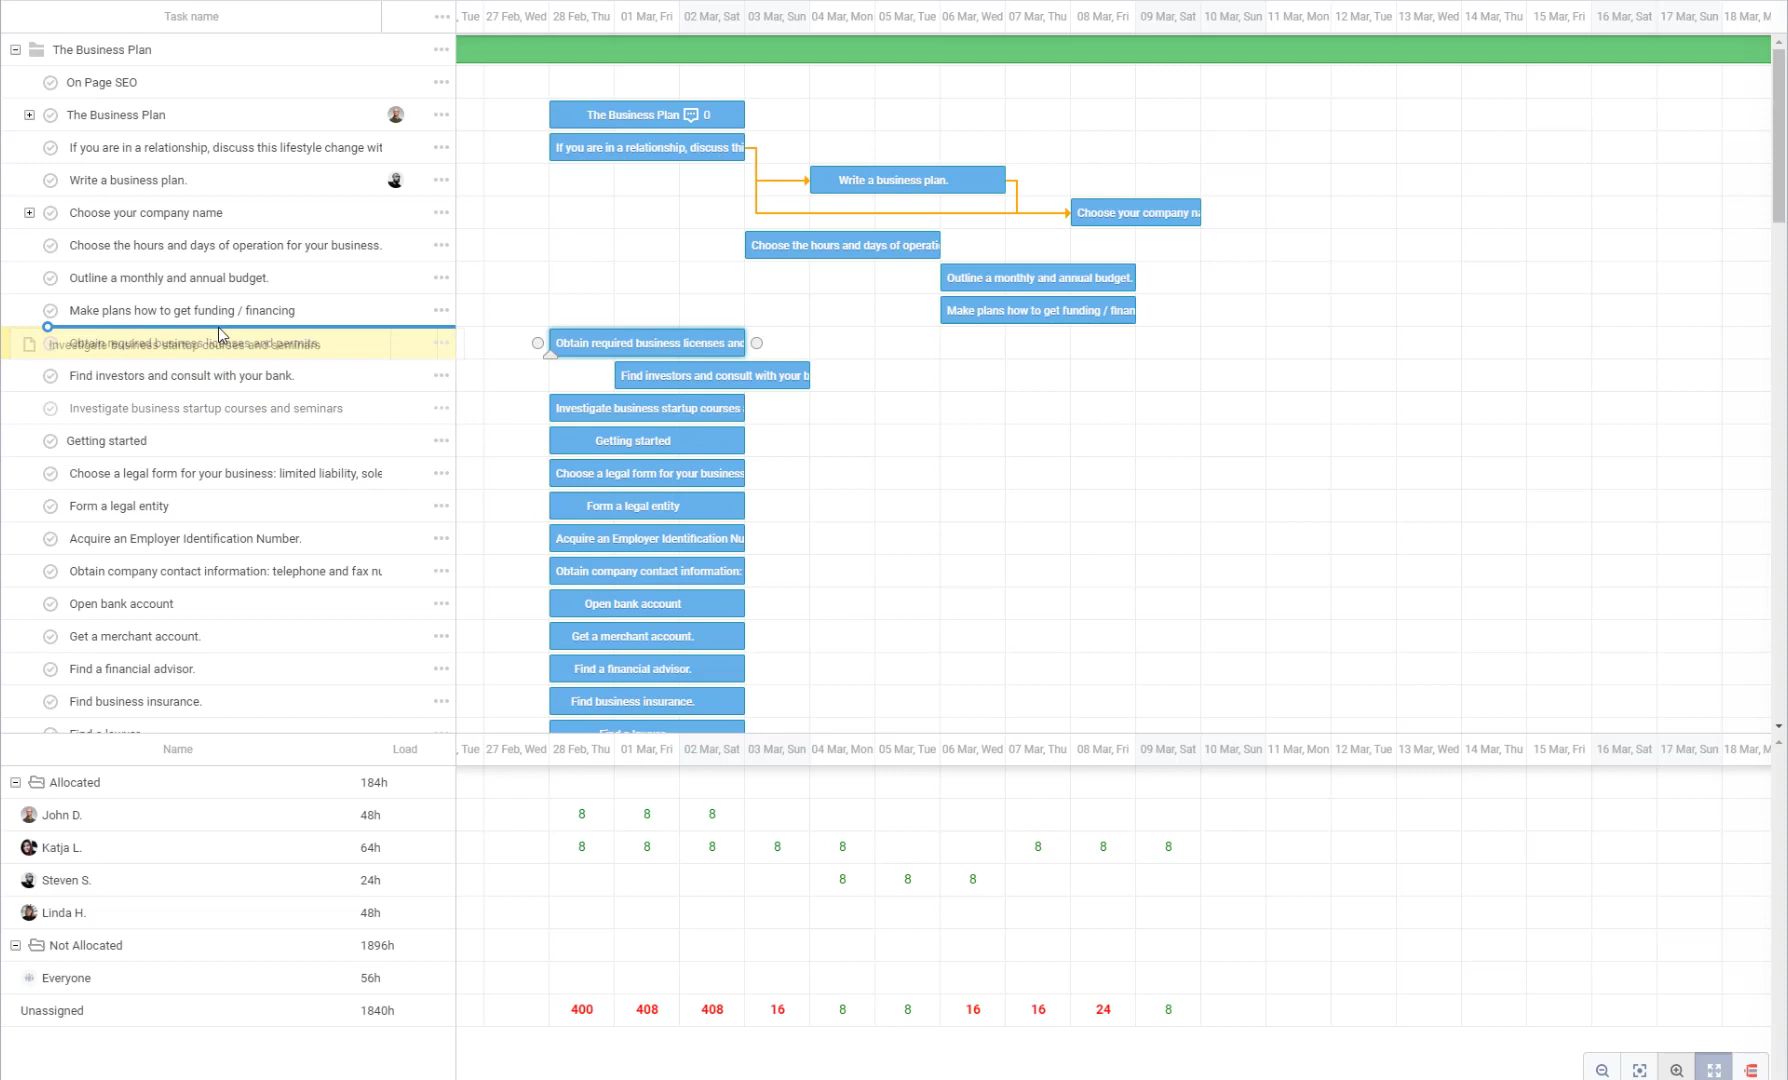 Task name ••• , Tue 27 Feb, Wed 28 Feb, Thu 01 Mar, Fri 02 Mar, Sat 03 Mar, Sun 04 Mar, Mon 05 Mar, Tue 06 Mar, Wed 07 Mar, Thu 08 Mar, Fri 09 Mar, Sat 10 Mar, Sun 11 Mar, Mon 12 Mar, Tue 13 Mar, Wed 14 Mar, Thu 15 Mar, Fri 16 Mar, Sat 17 Mar, Sun 18 Mar, M
The Business Plan
On Page SEO
The Business Plan The Business Plan 0
If you are in a relationship, discuss this lifestyle change wit If you are in a relationship, discuss thi
Write a business plan. Write a business plan.
Choose your company name Choose your company na
Choose the hours and days of operation for your business. Choose the hours and days of operati
Outline a monthly and annual budget. Outline a monthly and annual budget.
Make plans how to get funding / financing Make plans how to get funding / finan
Obtain required business licenses and permits. Obtain required business licenses and
Investigate business startup courses and seminars
Find investors and consult with your bank. Find investors and consult with your b
Investigate business startup courses and seminars Investigate business startup courses
Getting started Getting started
Choose a legal form for your business: limited liability, sole Choose a legal form for your business
Form a legal entity Form a legal entity
Acquire an Employer Identification Number. Acquire an Employer Identification Nu
Obtain company contact information: telephone and fax nu Obtain company contact information:
Open bank account Open bank account
Get a merchant account. Get a merchant account.
Find a financial advisor. Find a financial advisor.
Find business insurance. Find business insurance.
Find a lawyer Find a lawyer
Name Load , Tue 27 Feb, Wed 28 Feb, Thu 01 Mar, Fri 02 Mar, Sat 03 Mar, Sun 04 Mar, Mon 05 Mar, Tue 06 Mar, Wed 07 Mar, Thu 08 Mar, Fri 09 Mar, Sat 10 Mar, Sun 11 Mar, Mon 12 Mar, Tue 13 Mar, Wed 14 Mar, Thu 15 Mar, Fri 16 Mar, Sat 17 Mar, Sun 18 Mar, M
Allocated 184h
John D. 48h 8 8 8
Katja L. 64h 8 8 8 8 8 8 8 8
Steven S. 24h 8 8 8
Linda H. 48h
Not Allocated 1896h
Everyone 56h
Unassigned 1840h 400 408 408 16 8 8 16 16 24 8